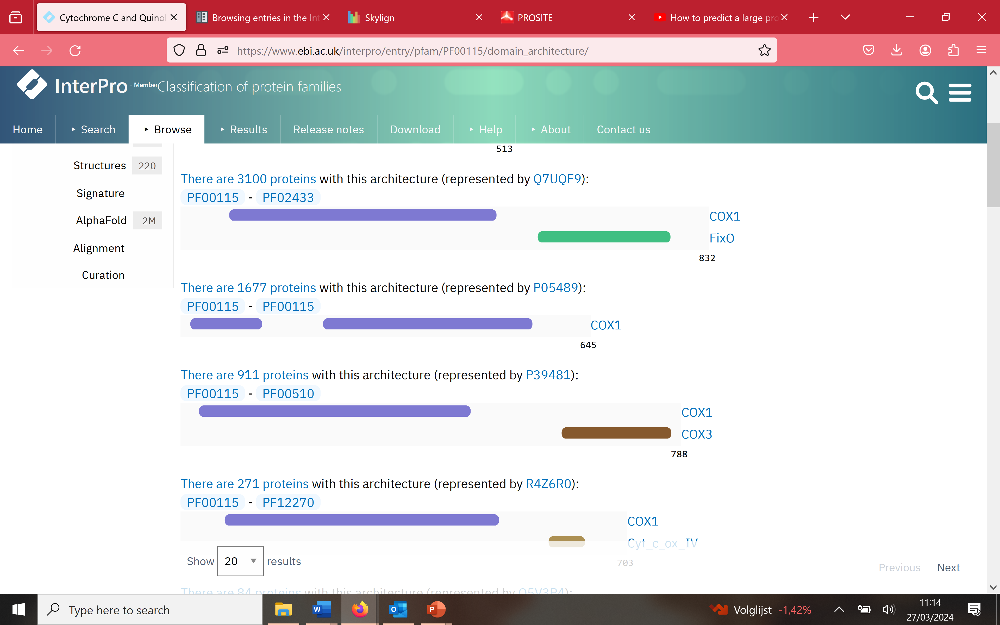 Cytochrome C and Quinol
Browsing entries in the Int
Skylign
PROSITE
How to predict a large pro
https://www.ebi.ac.uk/interpro/entry/pfam/PF00115/domain_architecture/
InterPro - Member Classification of protein families
Home
Search
Browse
Results
Release notes
Download
Help
About
Contact us
Structures 220
Signature
AlphaFold 2M
Alignment
Curation
513
There are 3100 proteins with this architecture (represented by Q7UQF9):
PF00115 - PF02433
COX1
FixO
832
There are 1677 proteins with this architecture (represented by P05489):
PF00115 - PF00115
COX1
645
There are 911 proteins with this architecture (represented by P39481):
PF00115 - PF00510
COX1
COX3
788
There are 271 proteins with this architecture (represented by R4Z6R0):
PF00115 - PF12270
COX1
Cyt_c_ox_IV
703
Show 20 results
Previous Next
There are 84 proteins with this architecture (represented by
Type here to search
W
O
P
Volglijst -1,42%
11:14
27/03/2024